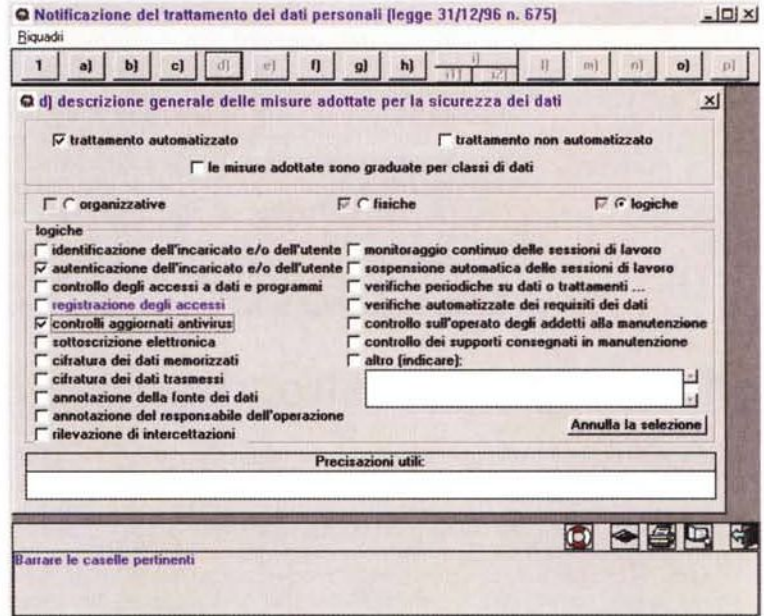 Notificazione del trattamento dei dati personali (legge 31/12/96 n. 675)
Riquadri
1 a) b) c) d) e) f) g) h) i) i1) i2) l) m) n) o) p)
d) descrizione generale delle misure adottate per la sicurezza dei dati
trattamento automatizzato
trattamento non automatizzato
le misure adottate sono graduate per classi di dati
organizzative
fisiche
logiche
logiche
identificazione dell'incaricato e/o dell'utente
autenticazione dell'incaricato e/o dell'utente
controllo degli accessi a dati e programmi
registrazione degli accessi
controlli aggiornati antivirus
sottoscrizione elettronica
cifratura dei dati memorizzati
cifratura dei dati trasmessi
annotazione della fonte dei dati
annotazione del responsabile dell'operazione
rilevazione di intercettazioni
monitoraggio continuo delle sessioni di lavoro
sospensione automatica delle sessioni di lavoro
verifiche periodiche su dati o trattamenti ...
verifiche automatizzate dei requisiti dei dati
controllo sull'operato degli addetti alla manutenzione
controllo dei supporti consegnati in manutenzione
altro (indicare):
Annulla la selezione
Precisazioni utili:
Barrare le caselle pertinenti